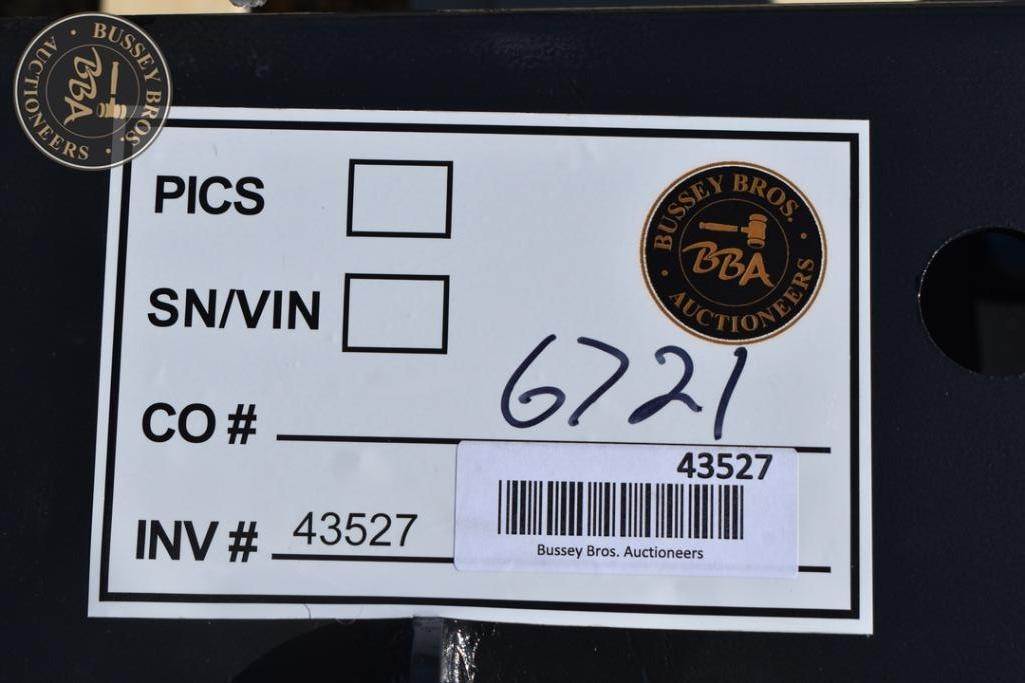 BUSSEY BROS. · AUCTIONEERS ·
BBA
PICS
BUSSEY BROS. · AUCTIONEERS ·
BBA
SN/VIN
6721
CO #
43527
INV # 43527
Bussey Bros. Auctioneers